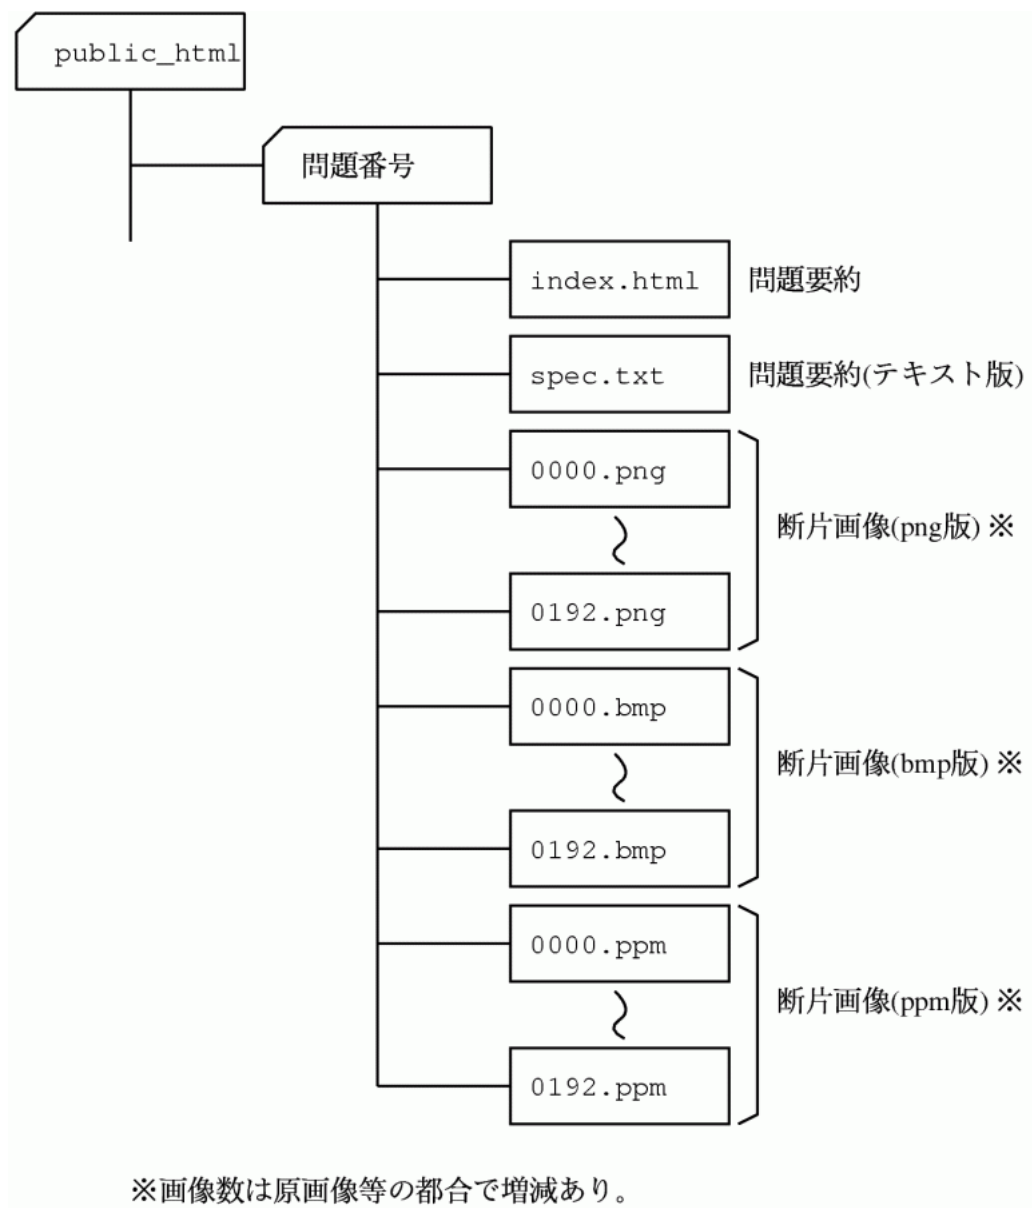 public_html
問題番号
index.html 問題要約
spec.txt 問題要約(テキスト版)
0000.png
断片画像(png版) ※
0192.png
0000.bmp
断片画像(bmp版) ※
0192.bmp
0000.ppm
断片画像(ppm版) ※
0192.ppm
※画像数は原画像等の都合で増減あり。